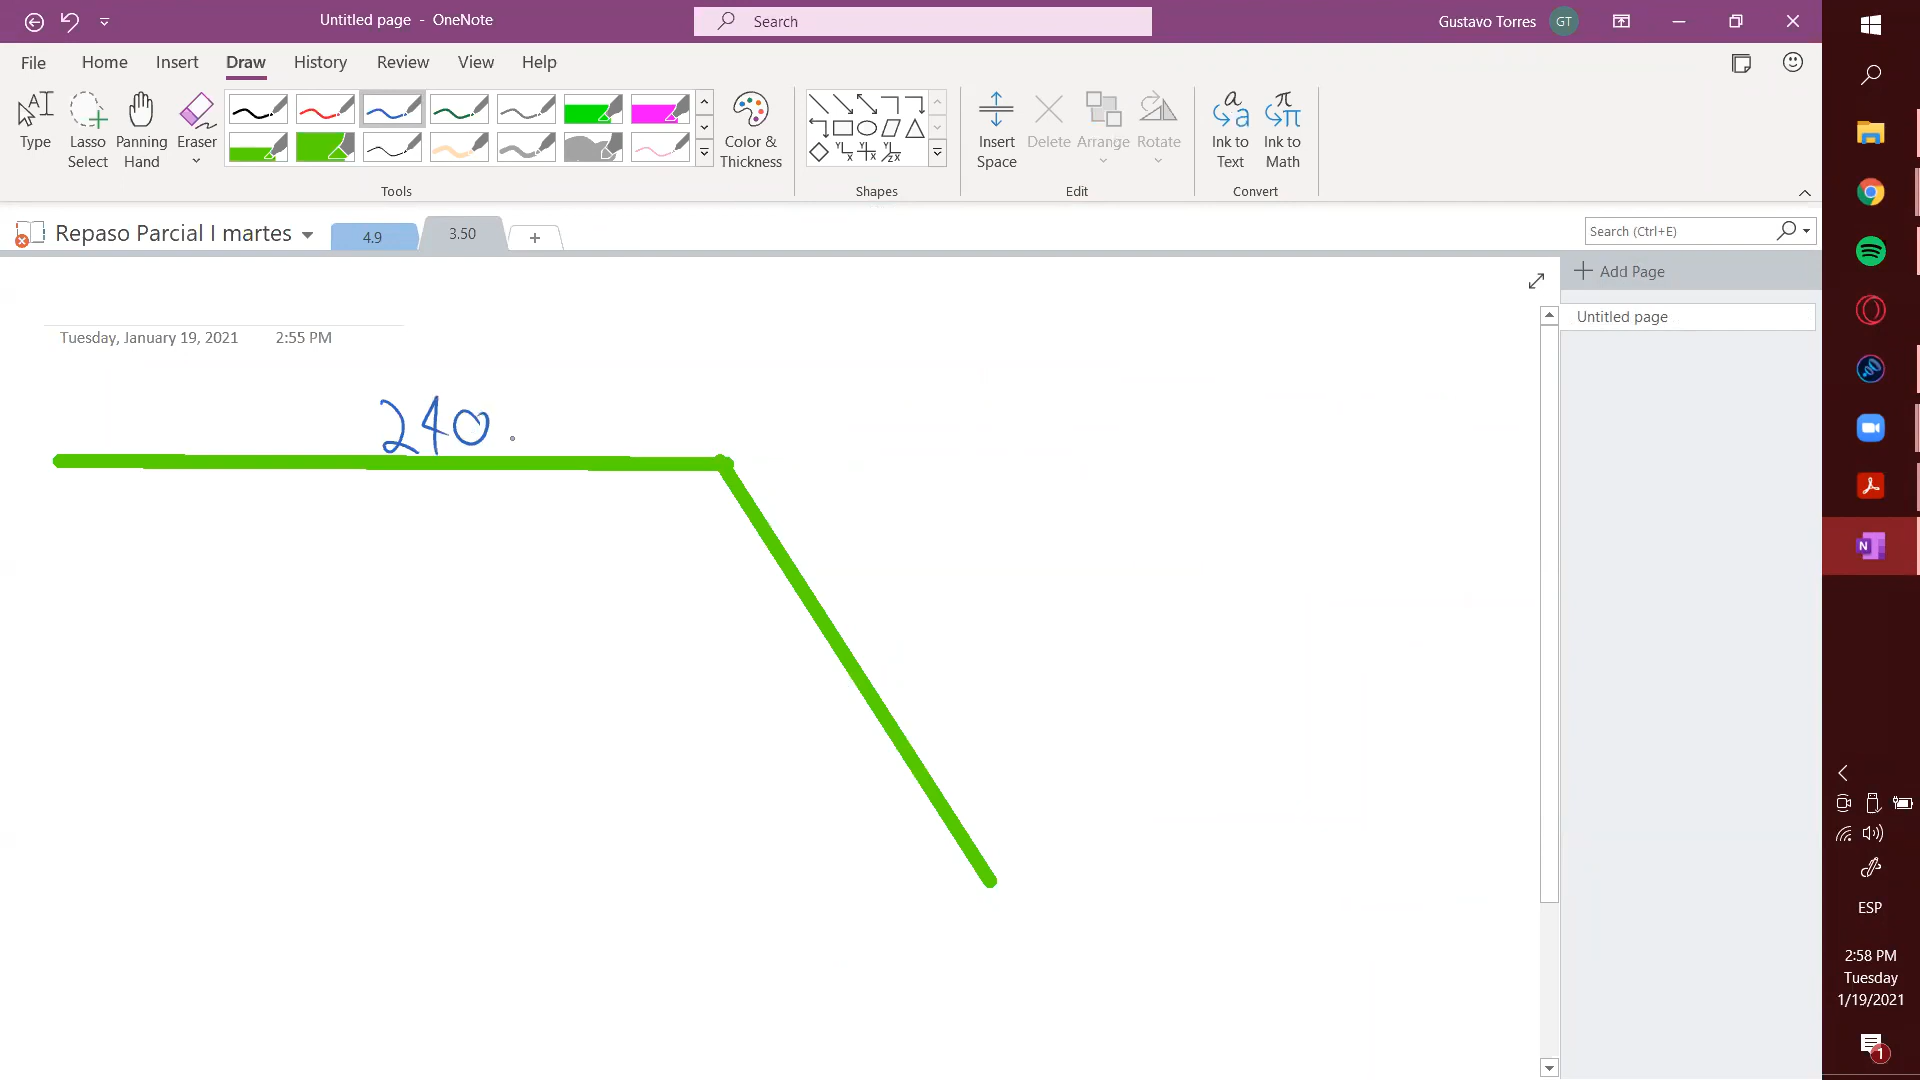 Untitled page - OneNote
Search
Gustavo Torres GT
File Home Insert Draw History Review View Help
Type
Lasso Select
Panning Hand
Eraser
Color & Thickness
Insert Space
Delete
Arrange
Rotate
Ink to Text
Ink to Math
Tools
Shapes
Edit
Convert
Repaso Parcial I martes
4.9
3.50
Search (Ctrl+E)
Add Page
Untitled page
Tuesday, January 19, 2021 2:55 PM
240
ESP
2:58 PM
Tuesday
1/19/2021
1